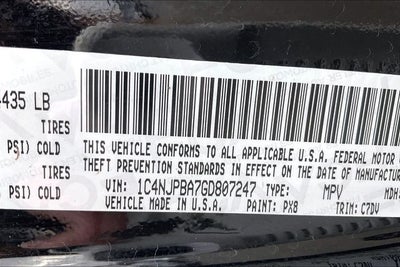 435 LB
TIRES
PSI) COLD
THIS VEHICLE CONFORMS TO ALL APPLICABLE U.S.A. FEDERAL MOTOR
TIRES
THEFT PREVENTION STANDARDS IN EFFECT ON THE DATE OF MANUFACTUR
PSI) COLD
VIN: 1C4NJPBA7GD807247 TYPE: MPV MDH:
VEHICLE MADE IN U.S.A. PAINT: PX8 TRIM: C7DV